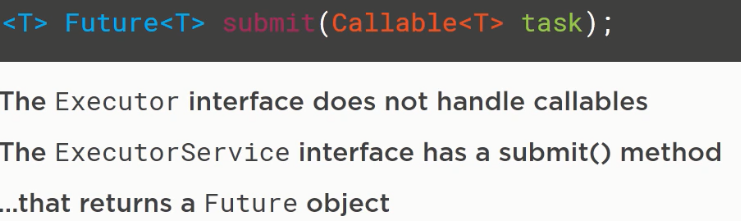 <T> Future<T> submit(Callable<T> task);
The Executor interface does not handle callables
The ExecutorService interface has a submit() method
...that returns a Future object